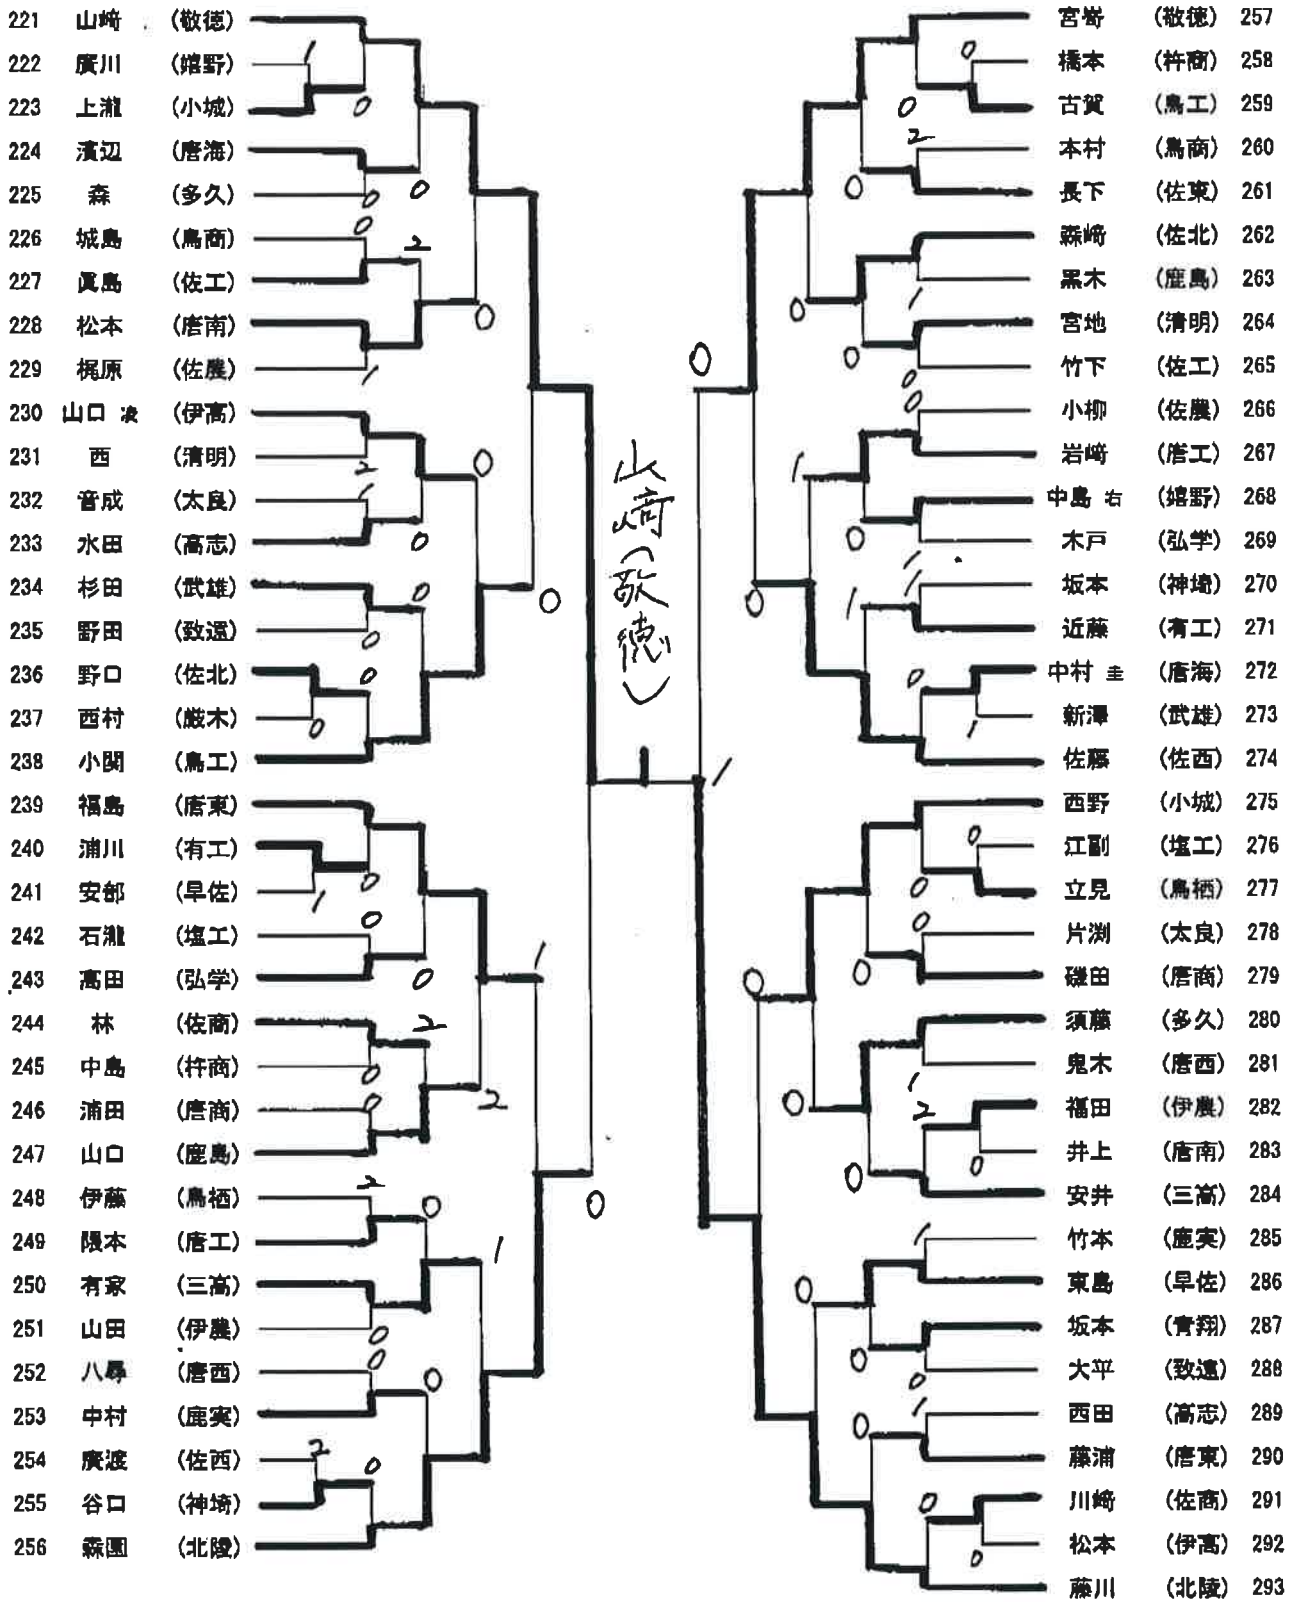 221 山﨑 (敬徳)
222 廣川 (嬉野)
223 上瀧 (小城)
224 濱辺 (唐海)
225 森 (多久)
226 城島 (鳥商)
227 眞島 (佐工)
228 松本 (唐南)
229 梶原 (佐農)
230 山口 凌 (伊高)
231 西 (清明)
232 音成 (太良)
233 水田 (高志)
234 杉田 (武雄)
235 野田 (致遠)
236 野口 (佐北)
237 西村 (厳木)
238 小関 (鳥工)
239 福島 (唐東)
240 浦川 (有工)
241 安部 (早佐)
242 石瀧 (塩工)
243 髙田 (弘学)
244 林 (佐商)
245 中島 (杵商)
246 浦田 (唐商)
247 山口 (鹿島)
248 伊藤 (鳥栖)
249 隈本 (唐工)
250 有家 (三高)
251 山田 (伊農)
252 八尋 (唐西)
253 中村 (鹿実)
254 廣渡 (佐西)
255 谷口 (神埼)
256 森園 (北陵)
山﨑(敬徳)
宮嵜 (敬徳) 257
橋本 (杵商) 258
古賀 (鳥工) 259
本村 (鳥商) 260
長下 (佐東) 261
森﨑 (佐北) 262
黒木 (鹿島) 263
宮地 (清明) 264
竹下 (佐工) 265
小柳 (佐農) 266
岩﨑 (唐工) 267
中島 右 (嬉野) 268
木戸 (弘学) 269
坂本 (神埼) 270
近藤 (有工) 271
中村 圭 (唐海) 272
新澤 (武雄) 273
佐藤 (佐西) 274
西野 (小城) 275
江副 (塩工) 276
立見 (鳥栖) 277
片渕 (太良) 278
磯田 (唐商) 279
須藤 (多久) 280
鬼木 (唐西) 281
福田 (伊農) 282
井上 (唐南) 283
安井 (三高) 284
竹本 (鹿実) 285
東島 (早佐) 286
坂本 (青翔) 287
大平 (致遠) 288
西田 (高志) 289
藤浦 (唐東) 290
川﨑 (佐商) 291
松本 (伊高) 292
藤川 (北陵) 293